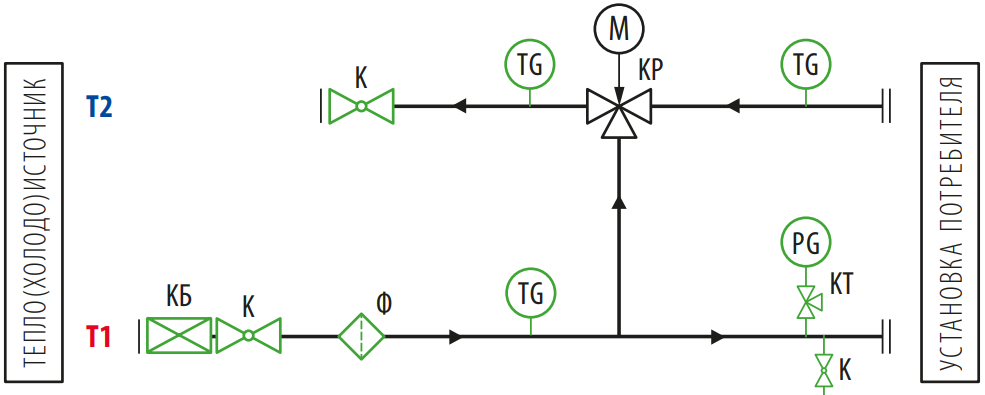 ТЕПЛО(ХОЛОДО)ИСТОЧНИК
T2
К
TG
М
КР
TG
УСТАНОВКА ПОТРЕБИТЕЛЯ
T1
КБ
К
Ф
TG
PG
КТ
К